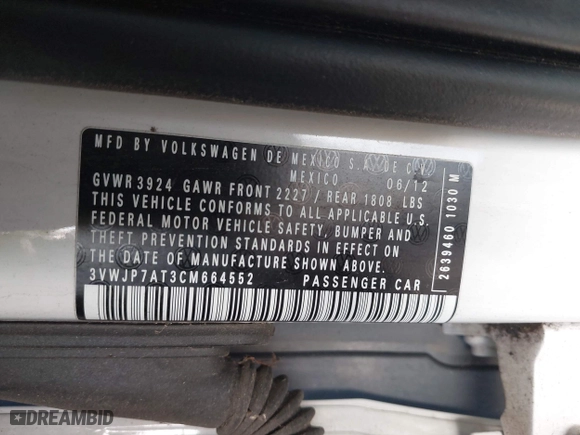 MFD BY VOLKSWAGEN DE MEXICO S.A. DE C.V.
MEXICO 06/12
GVWR 3924 GAWR FRONT 2227 / REAR 1808 LBS
THIS VEHICLE CONFORMS TO ALL APPLICABLE U.S.
FEDERAL MOTOR VEHICLE SAFETY, BUMPER AND
THEFT PREVENTION STANDARDS IN EFFECT ON
THE DATE OF MANUFACTURE SHOWN ABOVE.
3VWJP7AT3CM664552 PASSENGER CAR
2639460 1030 M
DREAMBID